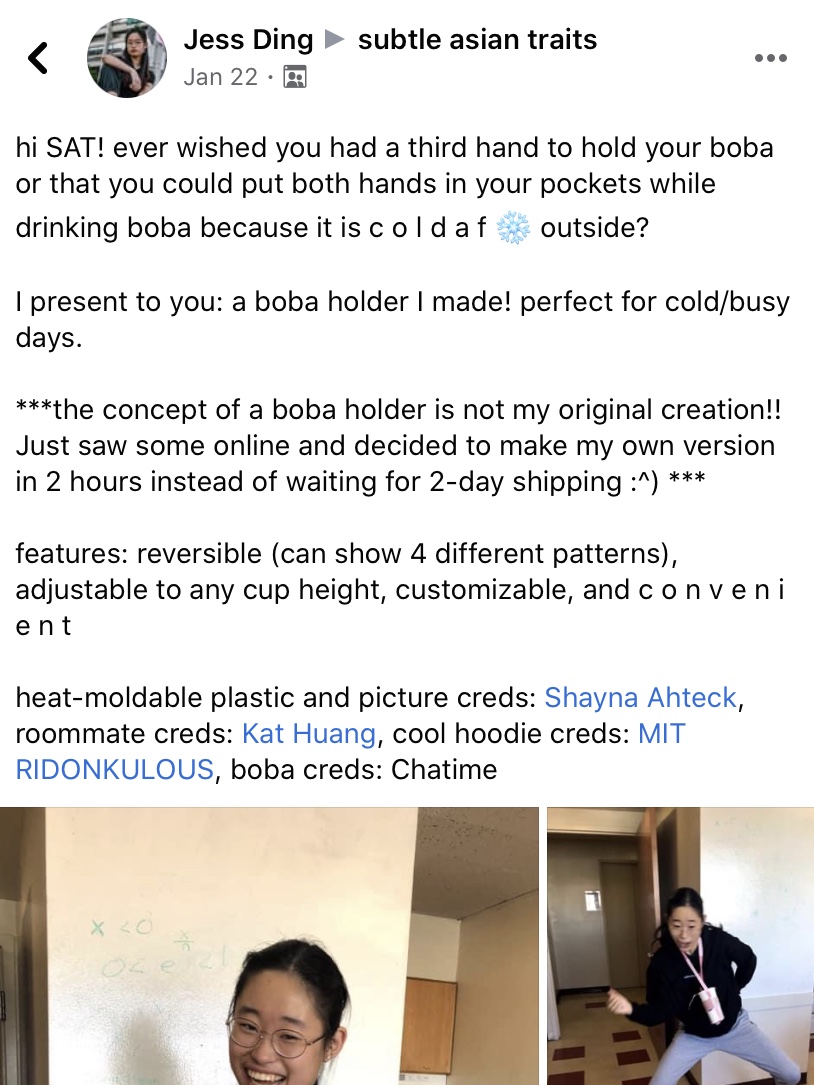 Jess Ding ▶ subtle asian traits
Jan 22 ·
hi SAT! ever wished you had a third hand to hold your boba
or that you could put both hands in your pockets while
drinking boba because it is c o l d a f ❄️ outside?
I present to you: a boba holder I made! perfect for cold/busy
days.
***the concept of a boba holder is not my original creation!!
Just saw some online and decided to make my own version
in 2 hours instead of waiting for 2-day shipping :^) ***
features: reversible (can show 4 different patterns),
adjustable to any cup height, customizable, and c o n v e n i
e n t
heat-moldable plastic and picture creds: Shayna Ahteck,
roommate creds: Kat Huang, cool hoodie creds: MIT
RIDONKULOUS, boba creds: Chatime
x <0